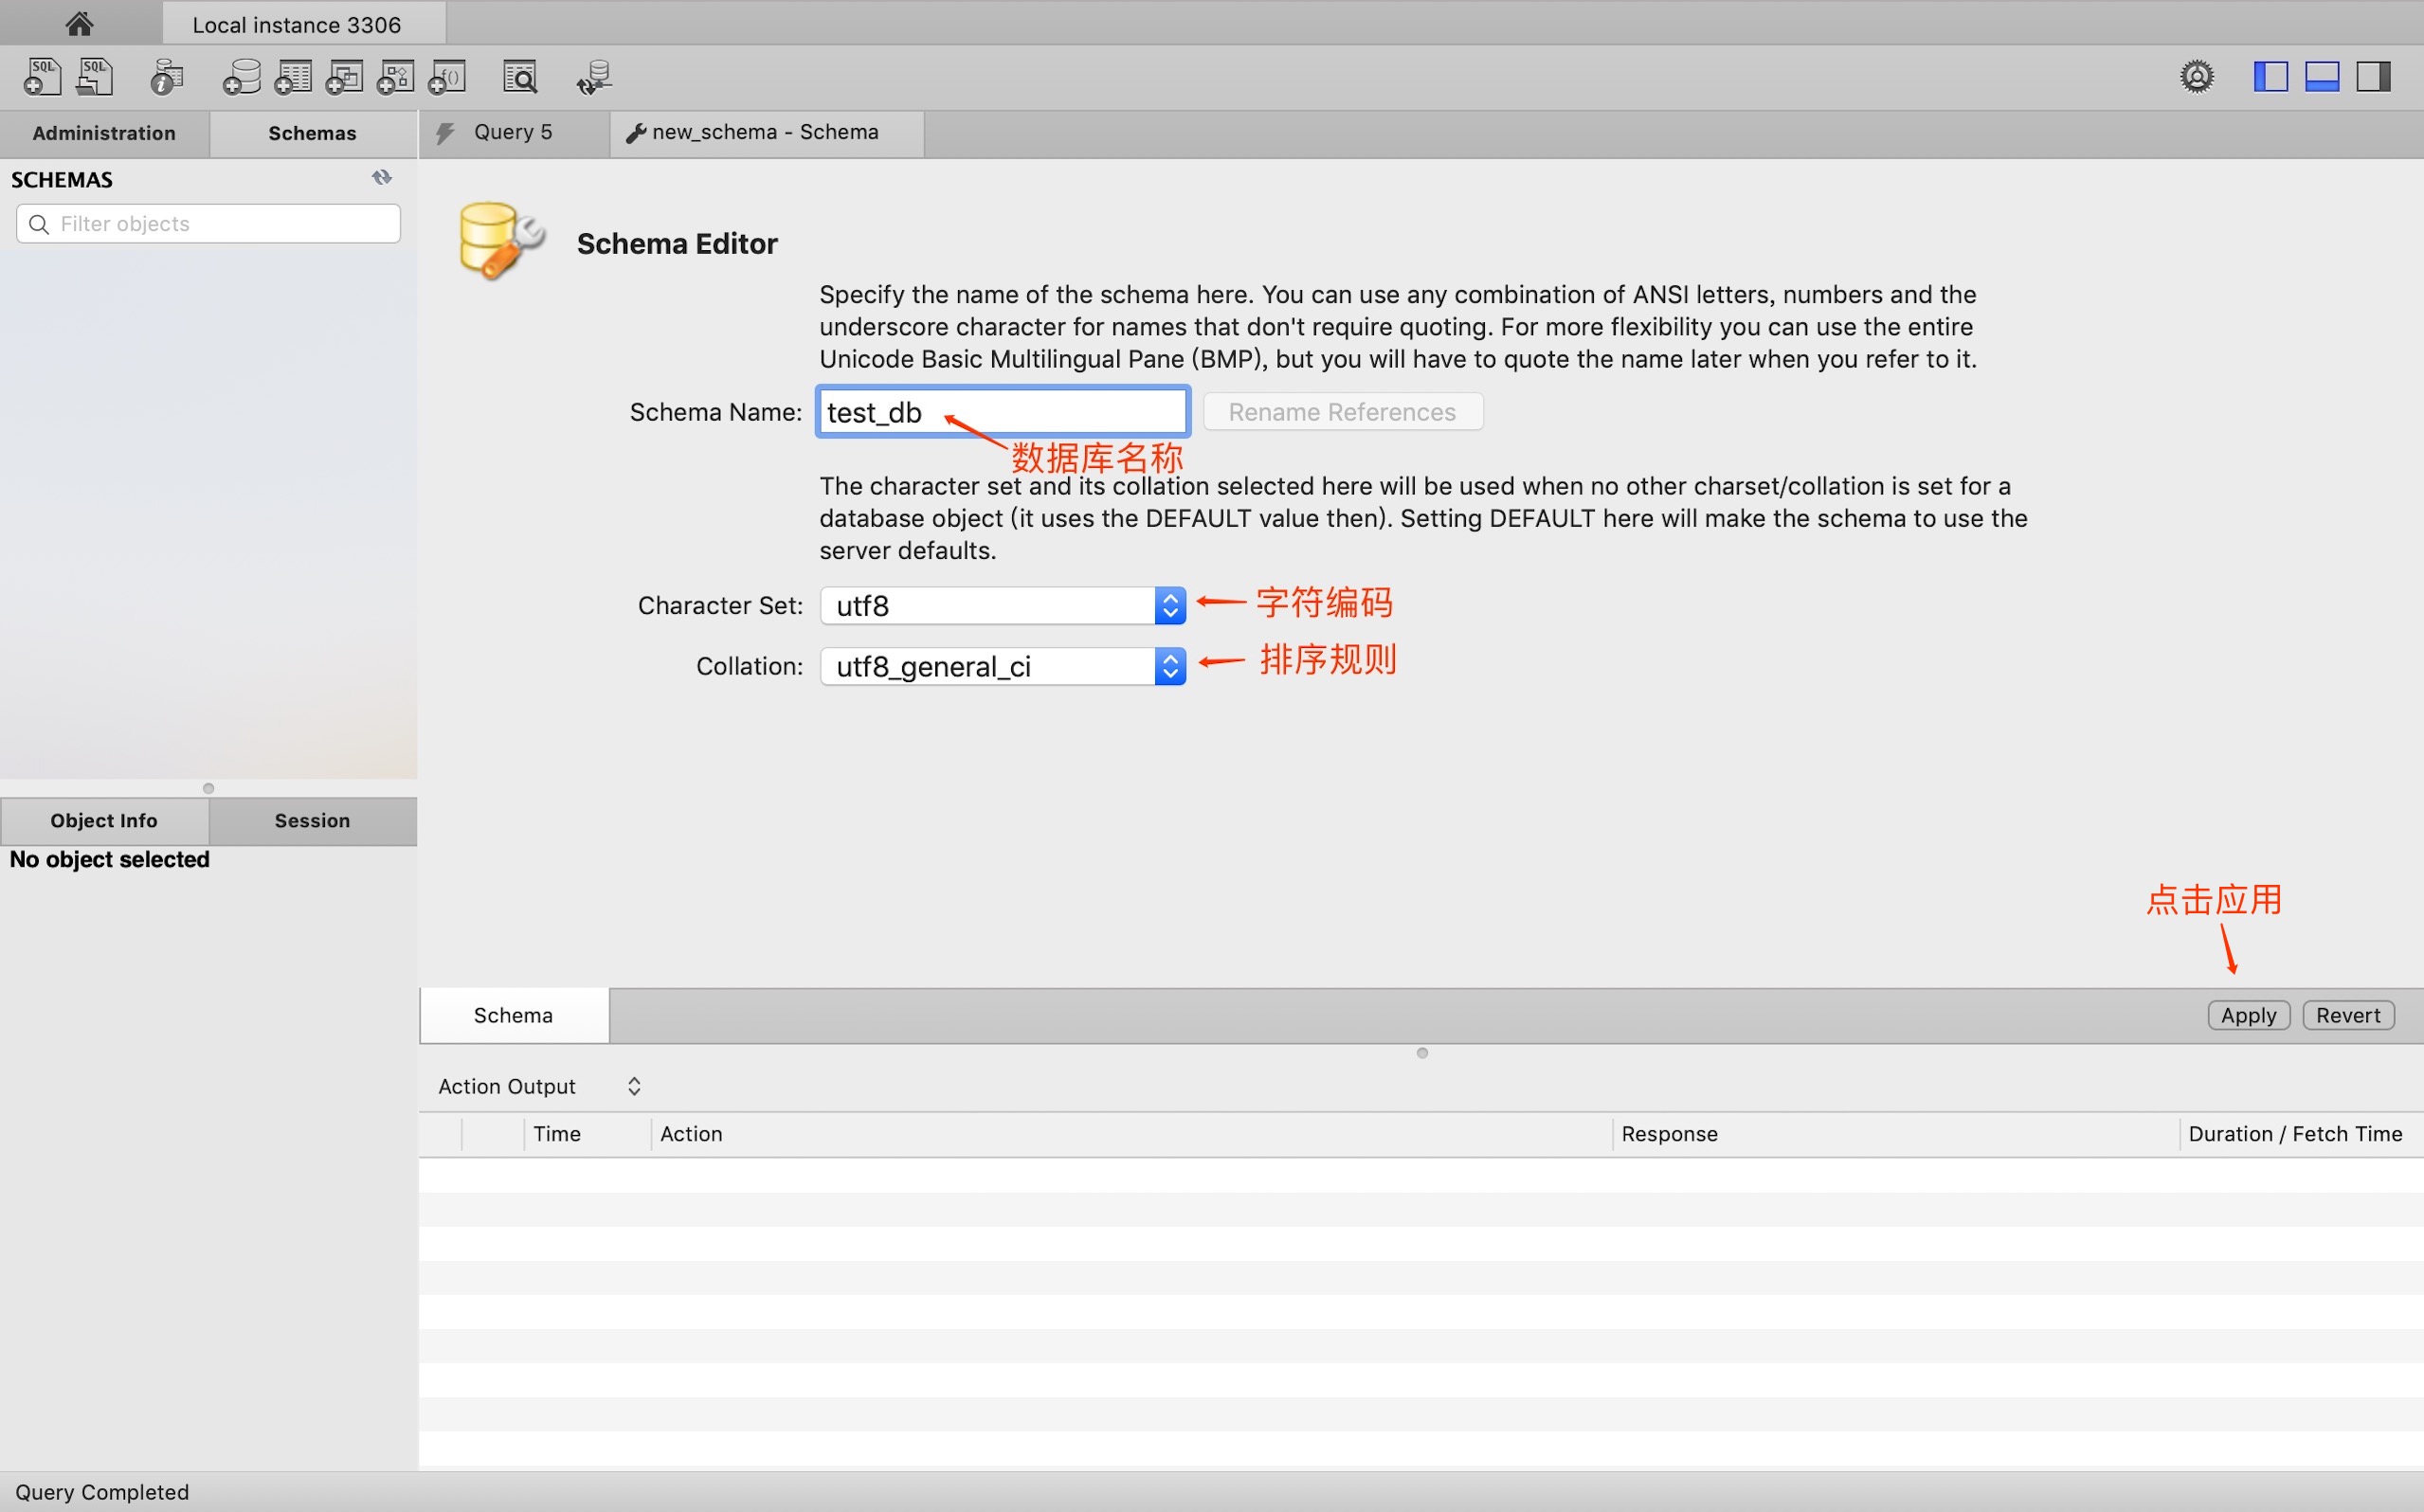 Local instance 3306
SQL SQL
Administration Schemas
Query 5
new_schema - Schema
SCHEMAS
Filter objects
Schema Editor
Specify the name of the schema here. You can use any combination of ANSI letters, numbers and the
underscore character for names that don't require quoting. For more flexibility you can use the entire
Unicode Basic Multilingual Pane (BMP), but you will have to quote the name later when you refer to it.
Schema Name: test_db Rename References
数据库名称
The character set and its collation selected here will be used when no other charset/collation is set for a
database object (it uses the DEFAULT value then). Setting DEFAULT here will make the schema to use the
server defaults.
Character Set: utf8 字符编码
Collation: utf8_general_ci 排序规则
Object Info Session
No object selected
点击应用
Schema Apply Revert
Action Output
Time Action Response Duration / Fetch Time
Query Completed